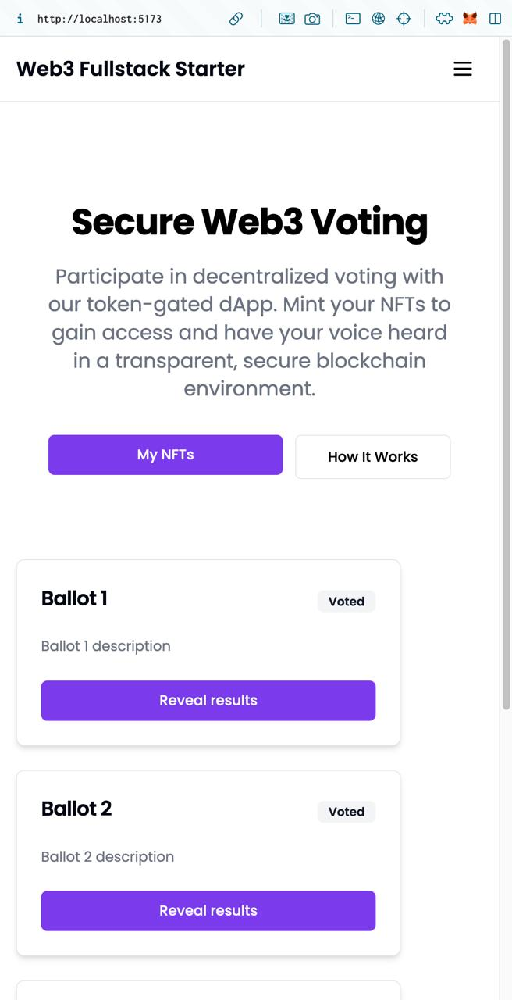 i http://localhost:5173
Web3 Fullstack Starter
Secure Web3 Voting
Participate in decentralized voting with
our token-gated dApp. Mint your NFTs to
gain access and have your voice heard
in a transparent, secure blockchain
environment.
My NFTs How It Works
Ballot 1 Voted
Ballot 1 description
Reveal results
Ballot 2 Voted
Ballot 2 description
Reveal results